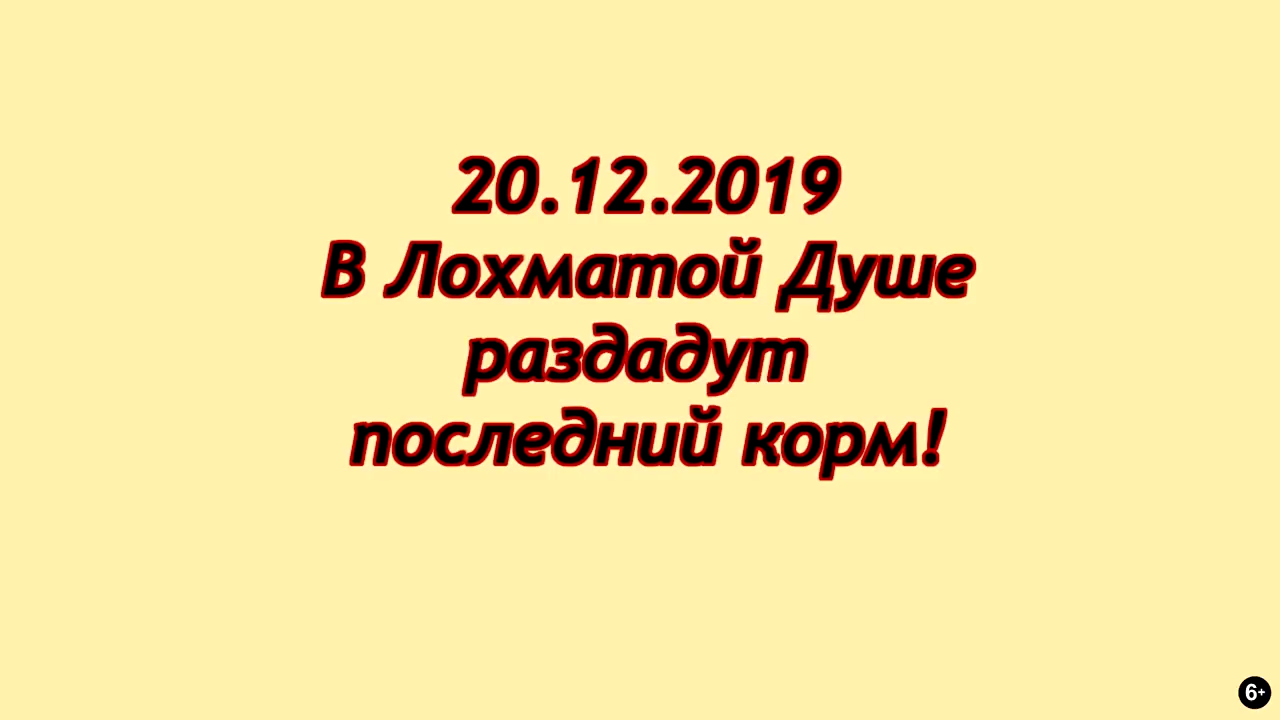 20.12.2019
В Лохматой Душе
раздадут
последний корм!
6+